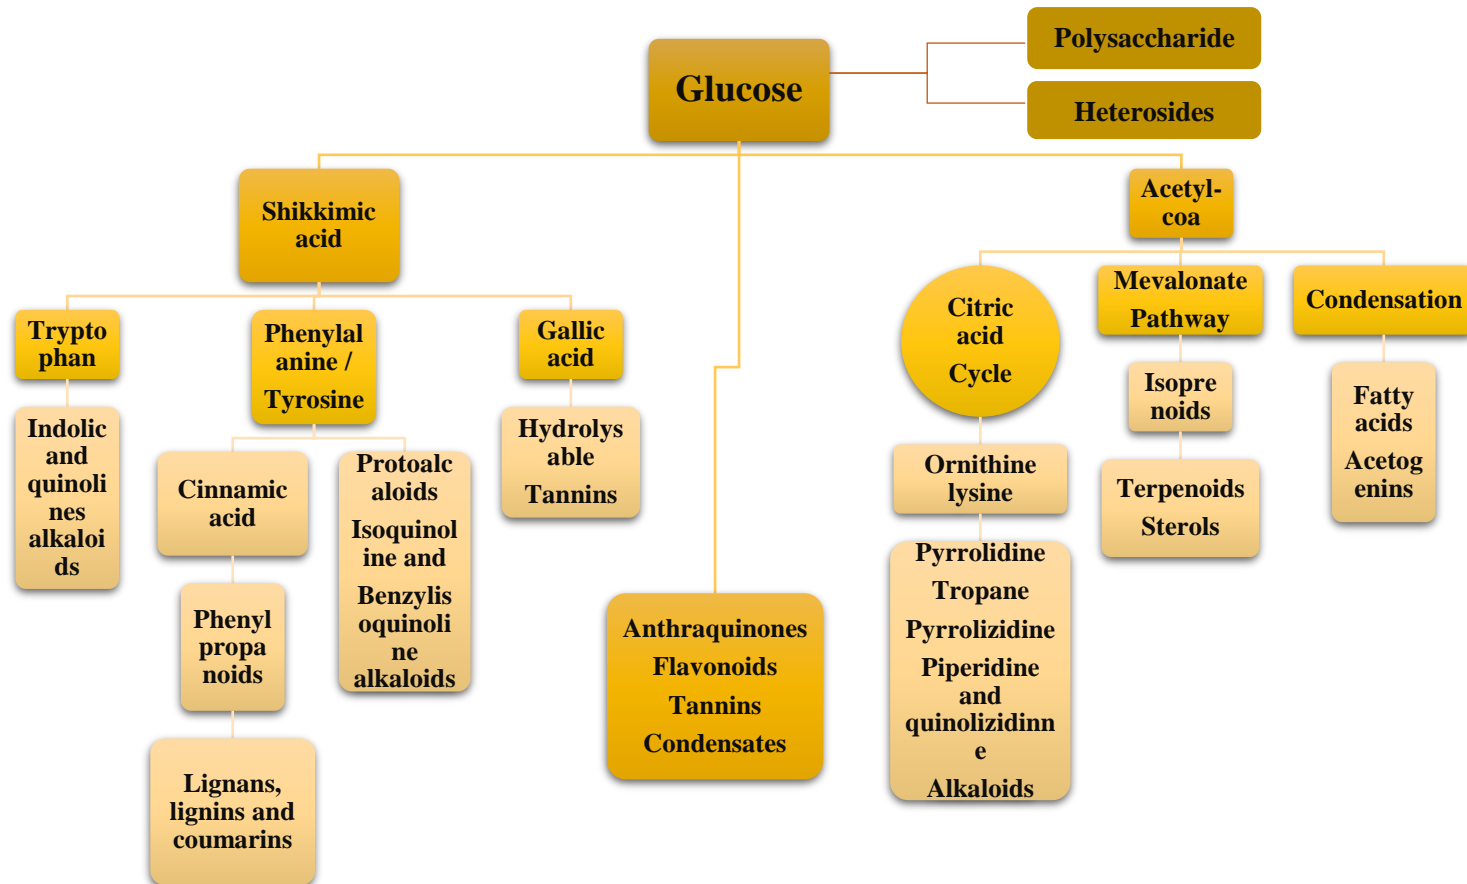 Polysaccharide
Glucose
Heterosides
Shikkimic
acid
Acetyl-
coa
Trypto
phan
Phenylal
anine /
Tyrosine
Gallic
acid
Citric
acid
Cycle
Mevalonate
Pathway
Condensation
Indolic
and
quinoli
nes
alkaloi
ds
Cinnamic
acid
Protoalc
aloids
Isoquinol
ine and
Benzylis
oquinoli
ne
alkaloids
Hydrolys
able
Tannins
Ornithine
lysine
Isopre
noids
Fatty
acids
Acetog
enins
Terpenoids
Sterols
Phenyl
propa
noids
Anthraquinones
Flavonoids
Tannins
Condensates
Pyrrolidine
Tropane
Pyrrolizidine
Piperidine
and
quinolizidinn
e
Alkaloids
Lignans,
lignins and
coumarins